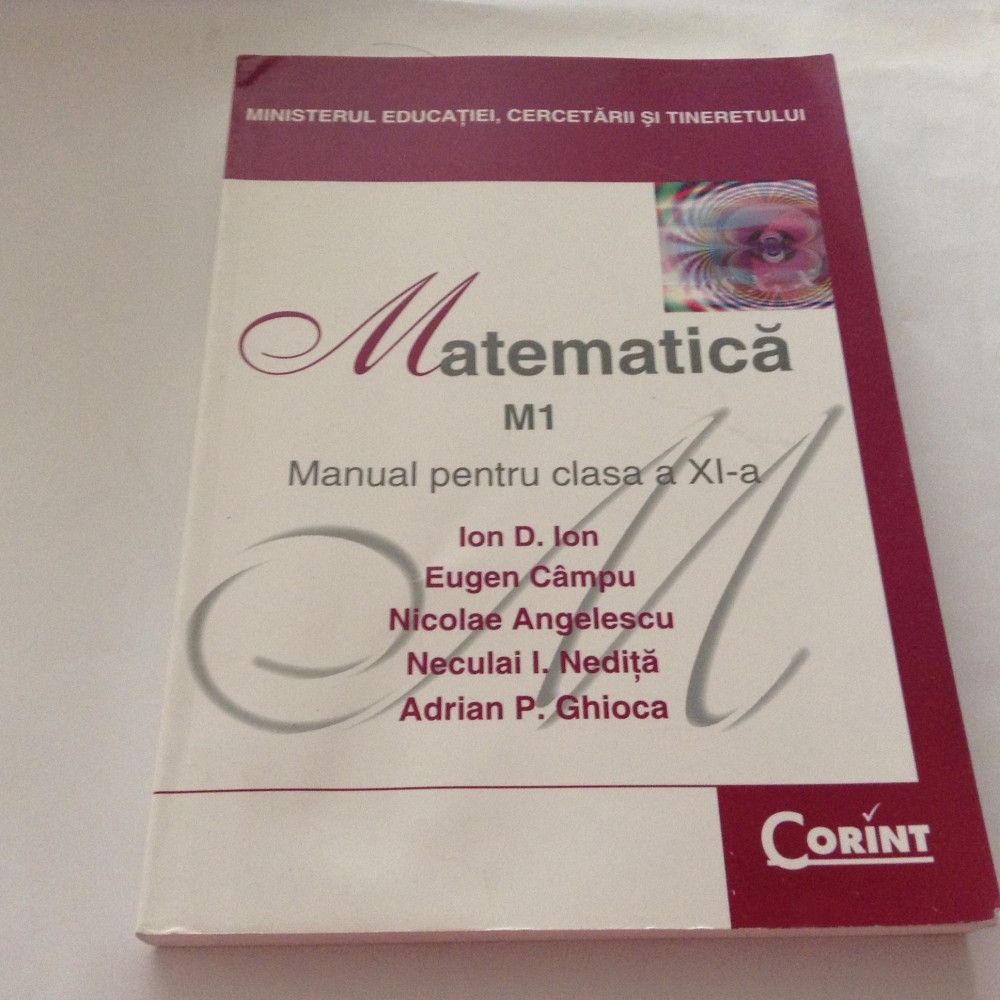 MINISTERUL EDUCAȚIEI, CERCETĂRII ȘI TINERETULUI
Matematică
M1
Manual pentru clasa a XI-a
Ion D. Ion
Eugen Câmpu
Nicolae Angelescu
Neculai I. Nediță
Adrian P. Ghioca
CORINT